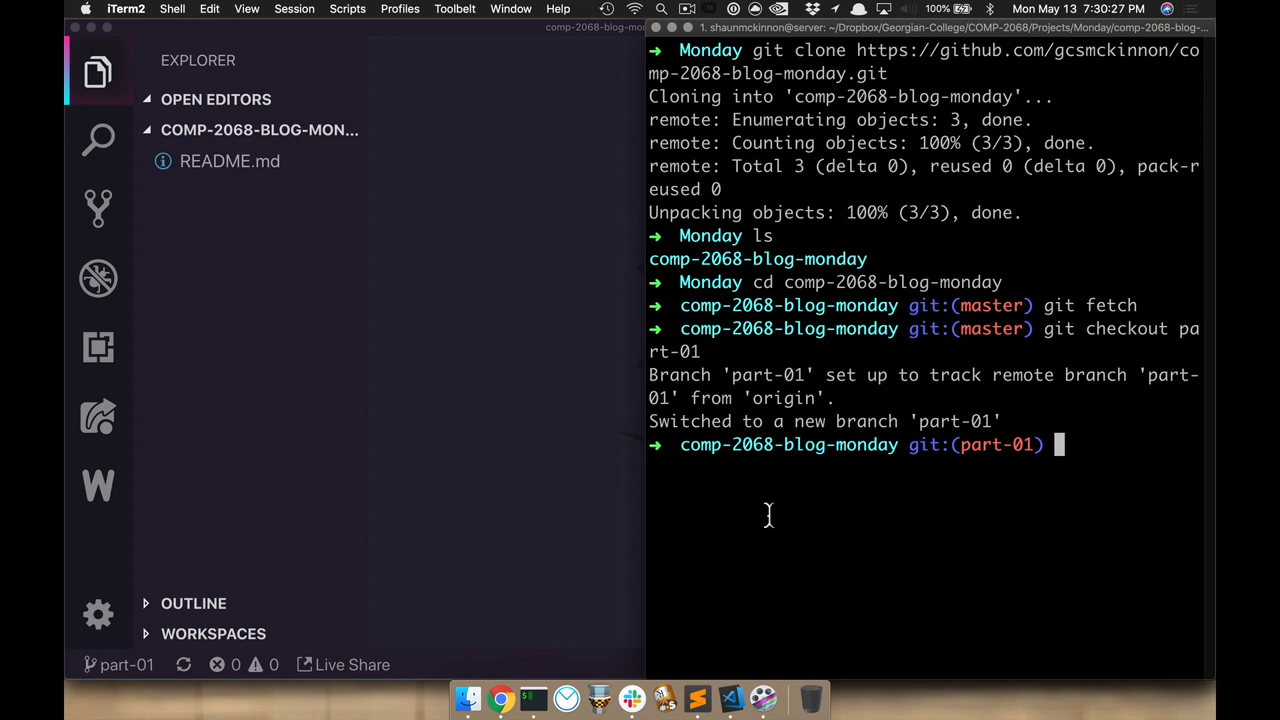 iTerm2 Shell Edit View Session Scripts Profiles Toolbelt Window Help 100% Mon May 13 7:30:27 PM
comp-2068-blog-mo
1. shaunmckinnon@server: ~/Dropbox/Georgian-College/COMP-2068/Projects/Monday/comp-2068-blog-...
EXPLORER
OPEN EDITORS
COMP-2068-BLOG-MON...
README.md
OUTLINE
WORKSPACES
part-01 0 0 Live Share
➜ Monday git clone https://github.com/gcsmckinnon/co
mp-2068-blog-monday.git
Cloning into 'comp-2068-blog-monday'...
remote: Enumerating objects: 3, done.
remote: Counting objects: 100% (3/3), done.
remote: Total 3 (delta 0), reused 0 (delta 0), pack-r
eused 0
Unpacking objects: 100% (3/3), done.
➜ Monday ls
comp-2068-blog-monday
➜ Monday cd comp-2068-blog-monday
➜ comp-2068-blog-monday git:(master) git fetch
➜ comp-2068-blog-monday git:(master) git checkout pa
rt-01
Branch 'part-01' set up to track remote branch 'part-
01' from 'origin'.
Switched to a new branch 'part-01'
➜ comp-2068-blog-monday git:(part-01)